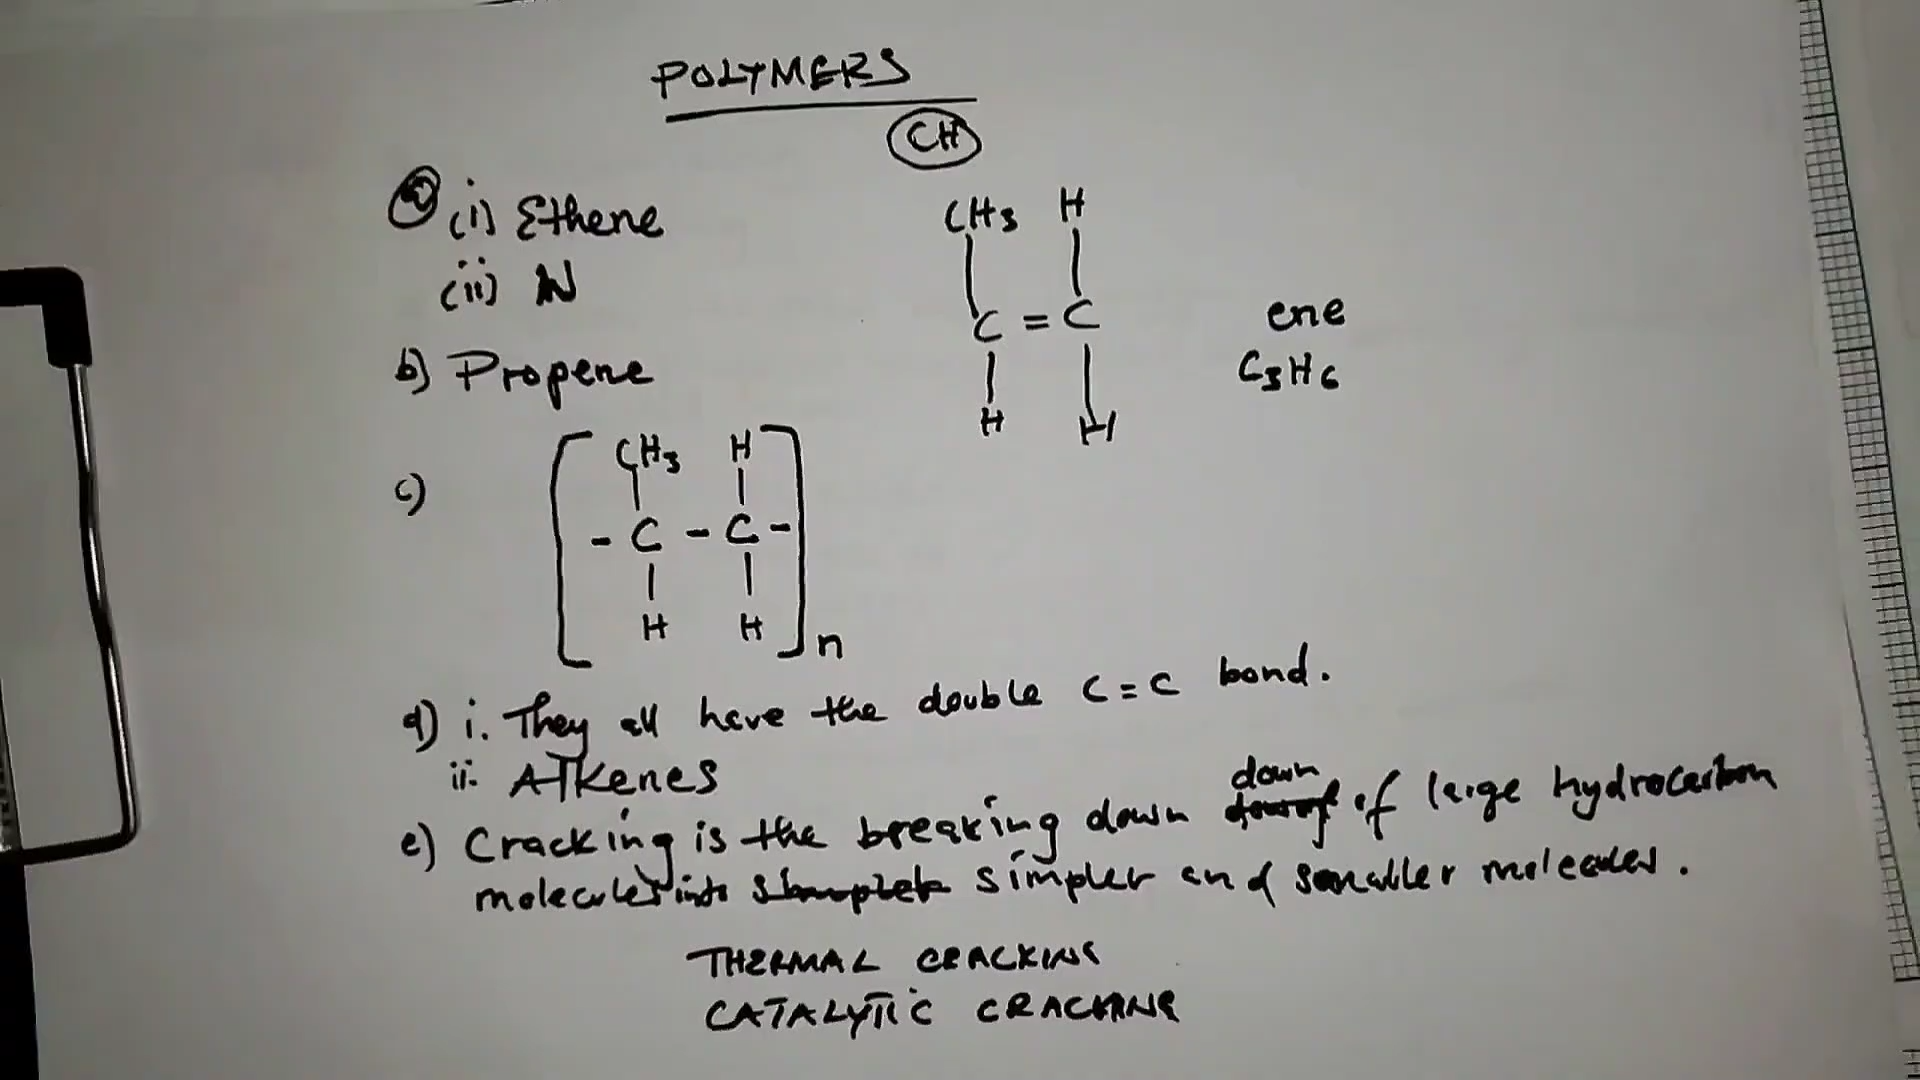 POLYMERS
CH
(i) Ethene
(ii) N
b) Propene
CH3 H
C = C
H H
ene
C3H6
c)
CH3 H
- C - C -
H H
n
d) i. They all have the double C=C bond.
ii. Alkenes
down
e) Cracking is the breaking down of large hydrocarbon
molecules into simpler and smaller molecules.
THERMAL CRACKING
CATALYTIC CRACKING